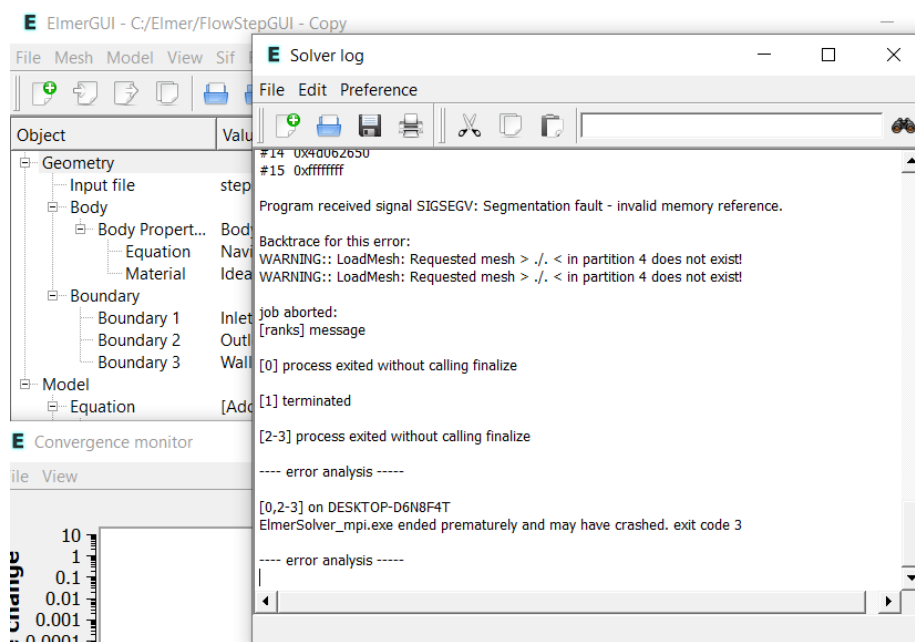 E ElmerGUI - C:/Elmer/FlowStepGUI - Copy
File Mesh Model View Sif
E Solver log
File Edit Preference
Object
Geometry
Input file step
Body
Body Propert...
Equation Navi
Material Idea
Boundary
Boundary 1 Inlet
Boundary 2 Outl
Boundary 3 Wall
Model
Equation [Add
#14 0x4d062650
#15 0xffffffff
Program received signal SIGSEGV: Segmentation fault - invalid memory reference.
Backtrace for this error:
WARNING:: LoadMesh: Requested mesh > ./. < in partition 4 does not exist!
WARNING:: LoadMesh: Requested mesh > ./. < in partition 4 does not exist!
job aborted:
[ranks] message
[0] process exited without calling finalize
[1] terminated
[2-3] process exited without calling finalize
---- error analysis -----
[0,2-3] on DESKTOP-D6N8F4T
ElmerSolver_mpi.exe ended prematurely and may have crashed. exit code 3
---- error analysis -----
E Convergence monitor
File View
10
1
0.1
0.01
0.001
0.0001
change